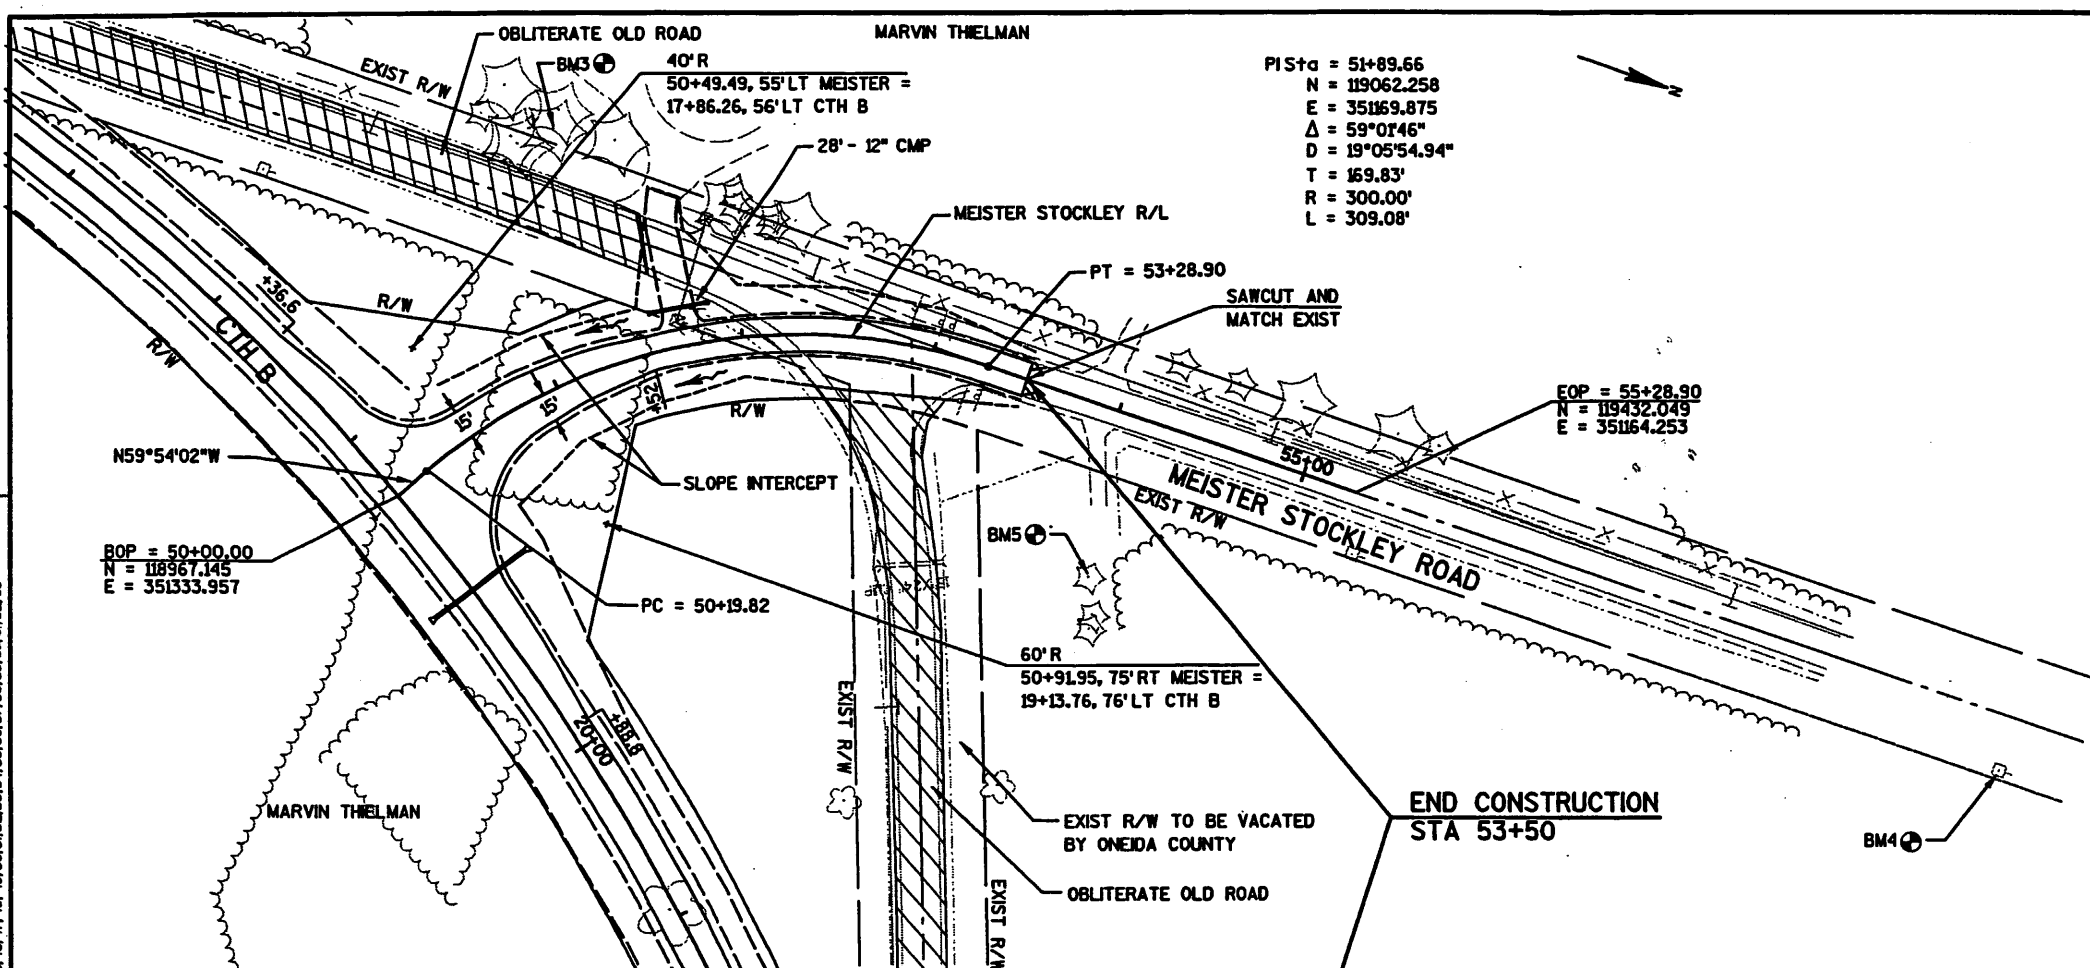 OBLITERATE OLD ROAD
MARVIN THIELMAN
EXIST R/W
BM3
40'R
50+49.49, 55'LT MEISTER =
17+86.26, 56'LT CTH B
28' - 12" CMP
PISta = 51+89.66
N = 119062.258
E = 351169.875
Δ = 59°01'46"
D = 19°05'54.94"
T = 169.83'
R = 300.00'
L = 309.08'
N
MEISTER STOCKLEY R/L
PT = 53+28.90
SAWCUT AND
MATCH EXIST
+36.6
R/W
CTH B
R/W
15'
15'
+52
R/W
N59°54'02"W
SLOPE INTERCEPT
EOP = 55+28.90
N = 119432.049
E = 351164.253
55+00
MEISTER STOCKLEY ROAD
EXIST R/W
BM5
BOP = 50+00.00
N = 118967.145
E = 351333.957
PC = 50+19.82
60'R
50+91.95, 75'RT MEISTER =
19+13.76, 76'LT CTH B
EXIST R/W
+88.8
20+00
MARVIN THIELMAN
EXIST R/W TO BE VACATED
BY ONEIDA COUNTY
OBLITERATE OLD ROAD
EXIST R/W
END CONSTRUCTION
STA 53+50
BM4